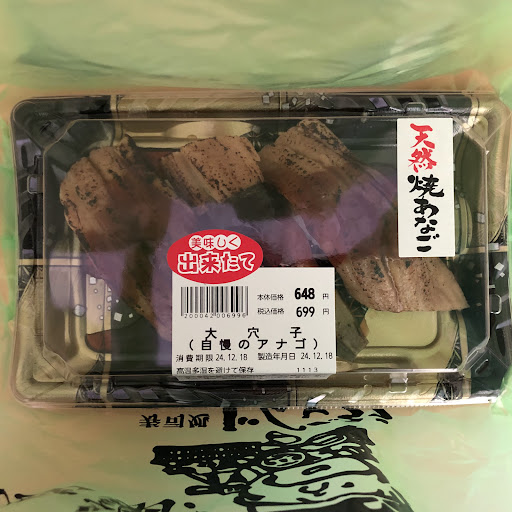 天然焼あなご
美味しく
出来たて
本体価格 648 円
税込価格 699 円
200042006996
大穴子
(自慢のアナゴ)
消費期限 24.12.18 製造年月日 24.12.18
高温多湿を避けて保存 1113